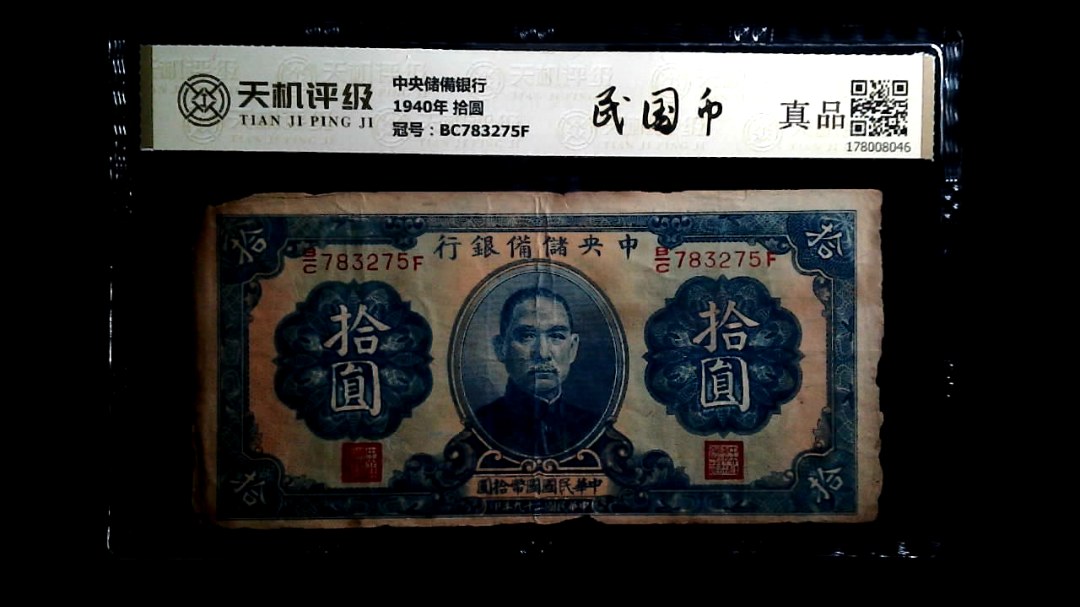 天机评级
TIAN JI PING JI
中央储備银行
1940年 拾圆
冠号：BC783275F
民国币
真品
178008046
行銀備儲央中
B/C 783275F
B/C 783275F
拾
拾
拾圓
拾圓
圓拾幣國國民華中
拾
拾